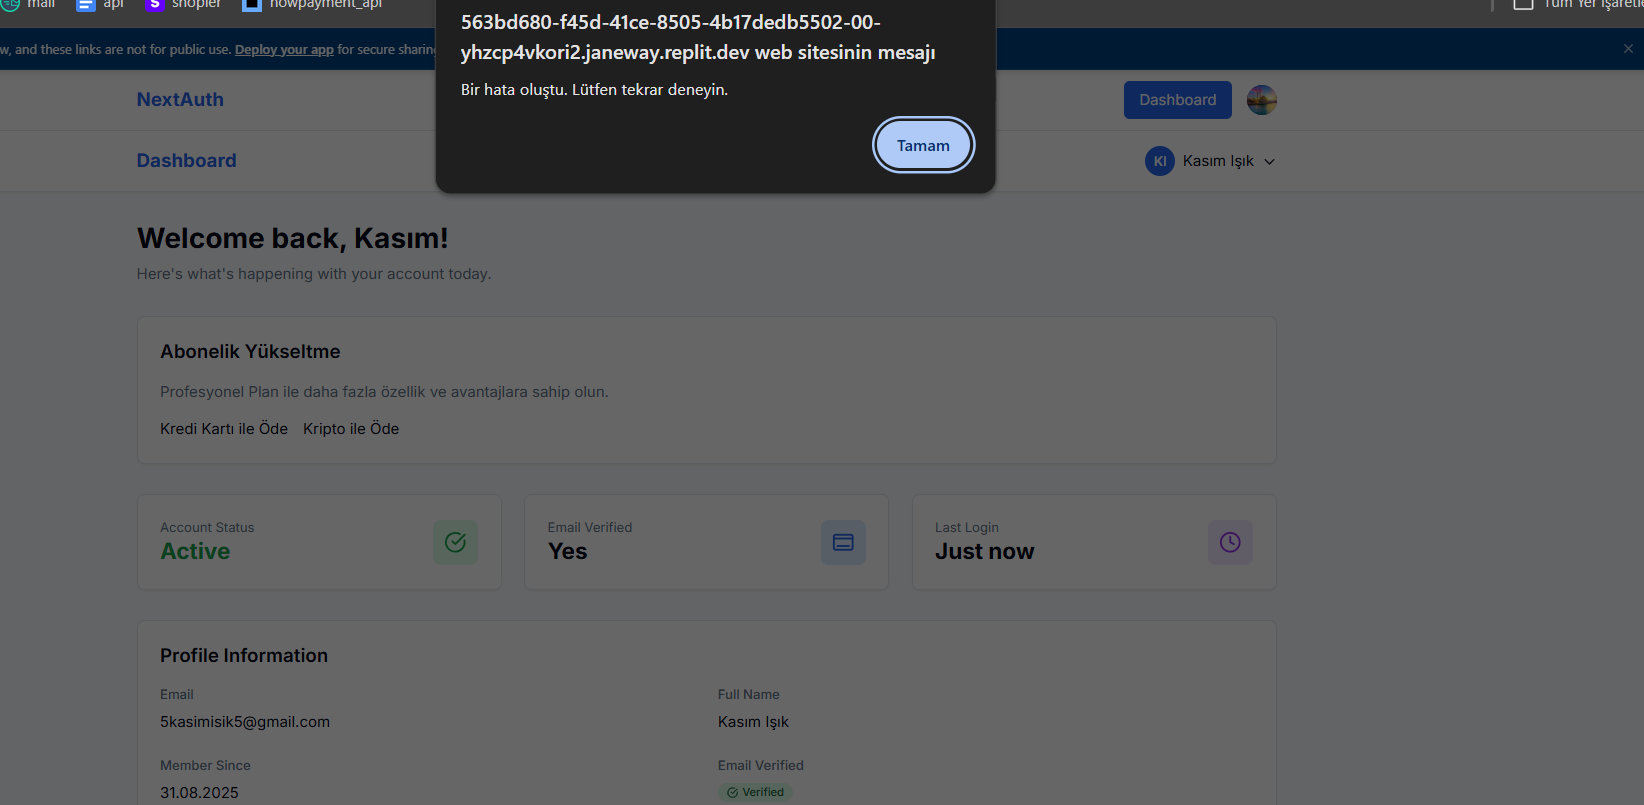 mail api shopier nowpayment_api Tüm Yer İşaretle
563bd680-f45d-41ce-8505-4b17dedb5502-00-
yhzcp4vkori2.janeway.replit.dev web sitesinin mesajı
w, and these links are not for public use. Deploy your app for secure sharing
Bir hata oluştu. Lütfen tekrar deneyin.
NextAuth
Dashboard
Tamam
Dashboard
KI Kasım Işık
Welcome back, Kasım!
Here's what's happening with your account today.
Abonelik Yükseltme
Profesyonel Plan ile daha fazla özellik ve avantajlara sahip olun.
Kredi Kartı ile Öde Kripto ile Öde
Account Status
Active
Email Verified
Yes
Last Login
Just now
Profile Information
Email
5kasimisik5@gmail.com
Full Name
Kasım Işık
Member Since
31.08.2025
Email Verified
Verified